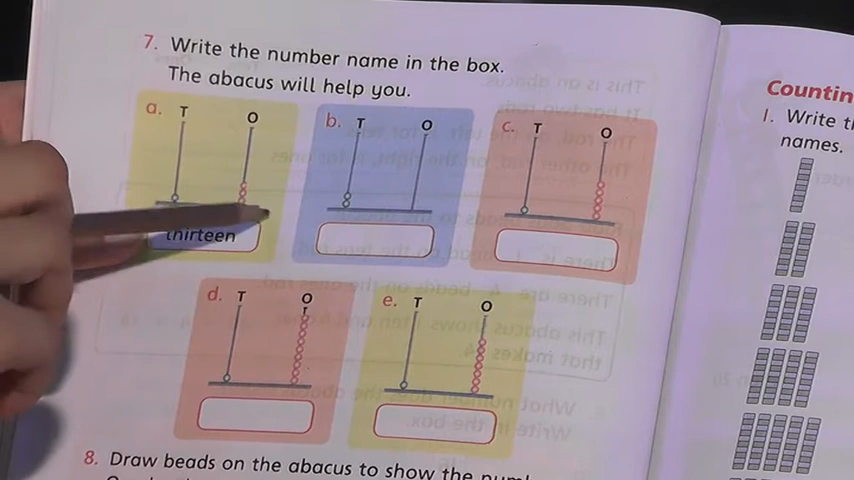 7. Write the number name in the box.
The abacus will help you.
a. T O
b. T O
c. T O
thirteen
d. T O
e. T O
8. Draw beads on the abacus to show the
Counting
1. Write
names.